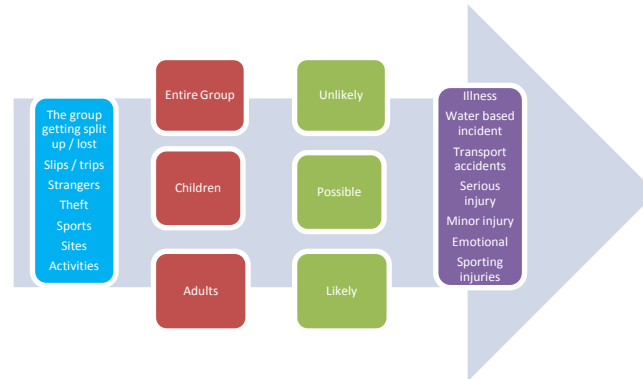 The group
getting split
up / lost
Slips / trips
Strangers
Theft
Sports
Sites
Activities
Entire Group
Children
Adults
Unlikely
Possible
Likely
Illness
Water based
incident
Transport
accidents
Serious
injury
Minor injury
Emotional
Sporting
injuries